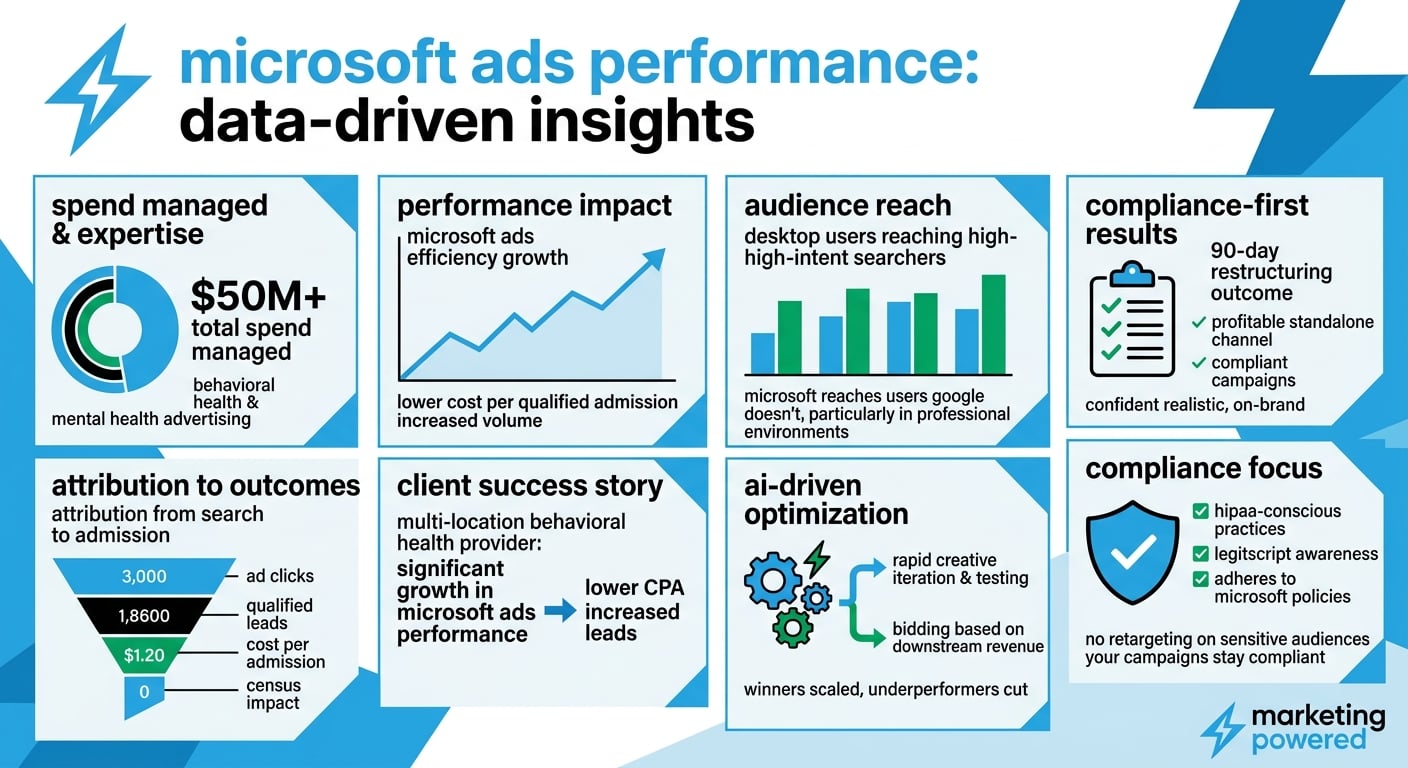 microsoft ads performance:
data-driven insights
spend managed
& expertise
$50M+
total spend
managed
behavioral
health &
mental health advertising
performance impact
microsoft ads
efficiency growth
lower cost per qualified admission
increased volume
audience reach
desktop users reaching high-
high-intent searchers
microsoft reaches users google
doesn't, particularly in professional
environments
compliance-first
results
90-day
restructuring
outcome
profitable standalone
channel
compliant
campaigns
confident realistic, on-brand
attribution to outcomes
attribution from search
to admission
3,000
ad clicks
1,8600
qualified
leads
$1.20
cost per
admission
0
census
impact
client success story
multi-location behavioral
health provider:
significant
growth in
microsoft ads
performance
lower CPA
increased
leads
ai-driven
optimization
rapid creative
iteration & testing
bidding based on
downstream revenue
winners scaled, underperformers cut
compliance focus
hipaa-conscious
practices
legitscript awareness
adheres to
microsoft policies
no retargeting on sensitive audiences
your campaigns stay compliant
marketing
powered